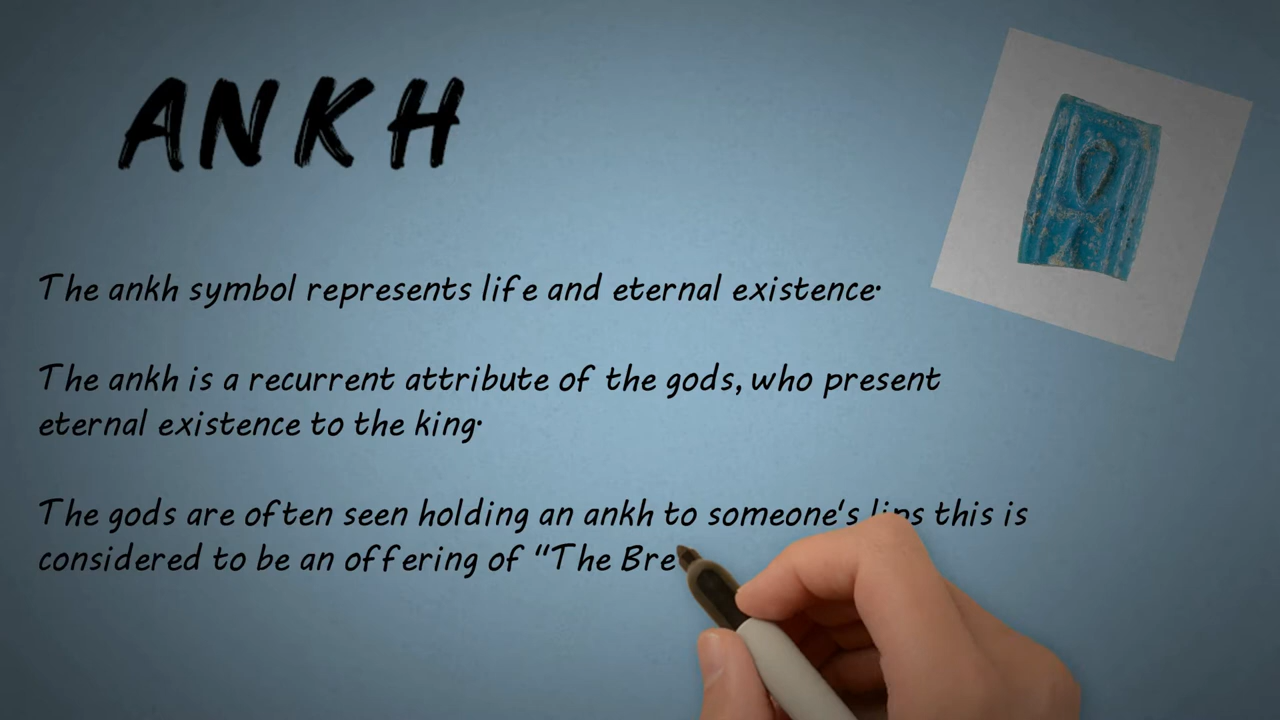 ANKH
The ankh symbol represents life and eternal existence.
The ankh is a recurrent attribute of the gods, who present
eternal existence to the king.
The gods are often seen holding an ankh to someone's lips this is
considered to be an offering of “The Bre